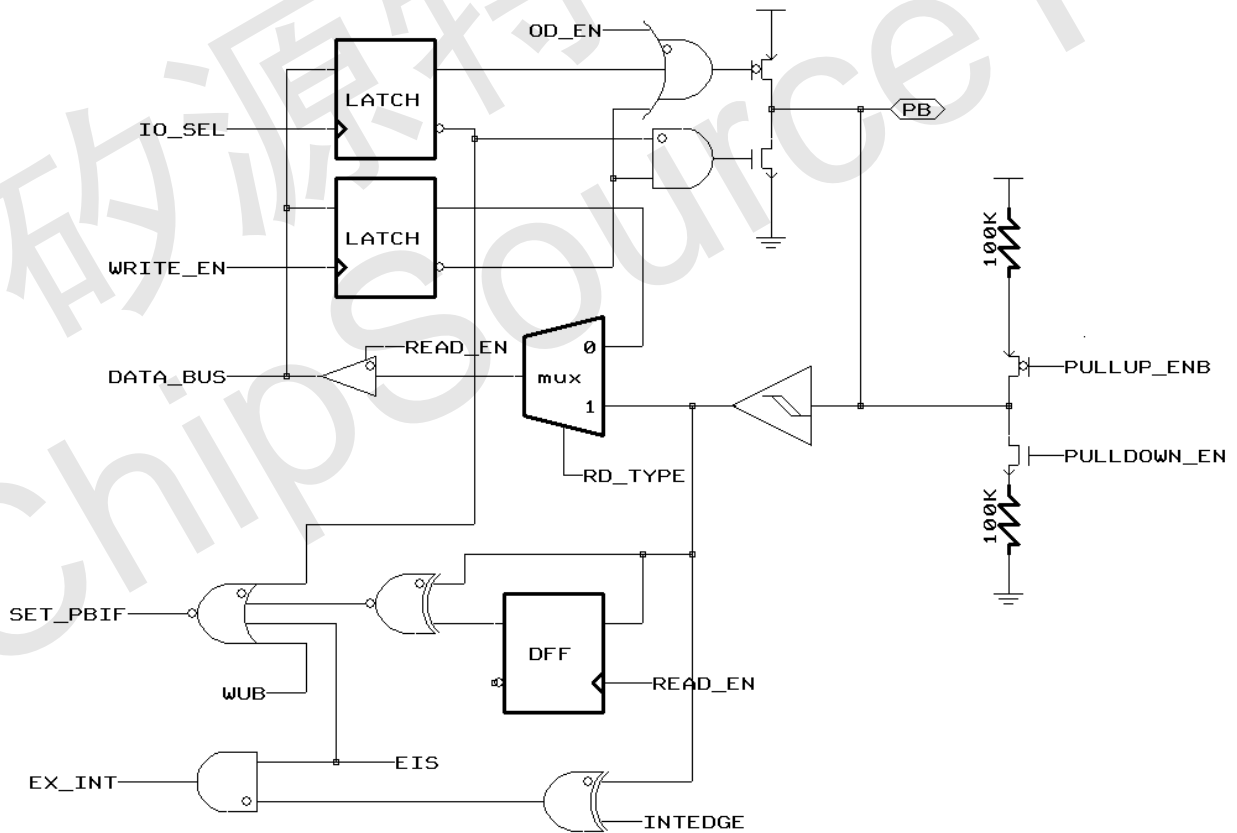 OD_EN
LATCH
IO_SEL
PB
LATCH
WRITE_EN
100K
READ_EN
0
DATA_BUS
mux
1
PULLUP_ENB
RD_TYPE
PULLDOWN_EN
100K
SET_PBIF
DFF
WUB
READ_EN
EIS
EX_INT
INTEDGE
矽源特
ChipSource